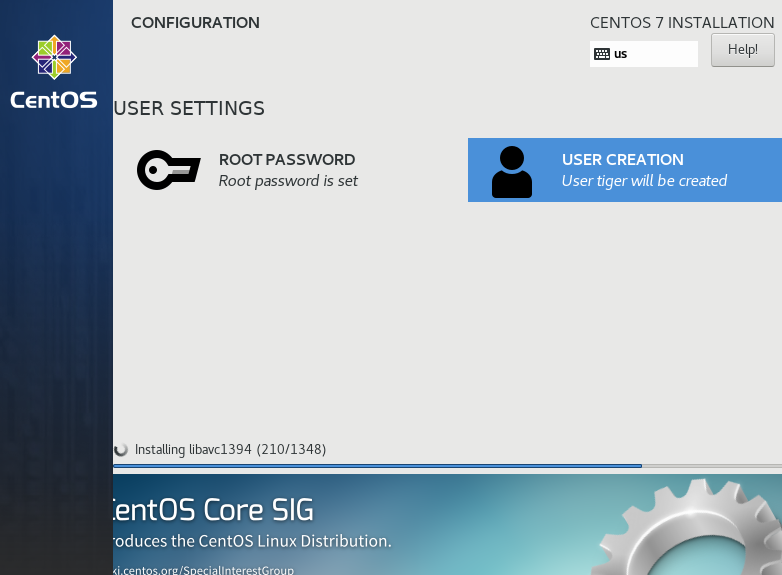 CONFIGURATION
CENTOS 7 INSTALLATION
us
Help!
CentOS
USER SETTINGS
ROOT PASSWORD
Root password is set
USER CREATION
User tiger will be created
Installing libavc1394 (210/1348)
CentOS Core SIG
roduces the CentOS Linux Distribution.
ki.centos.org/SpecialInterestGroup